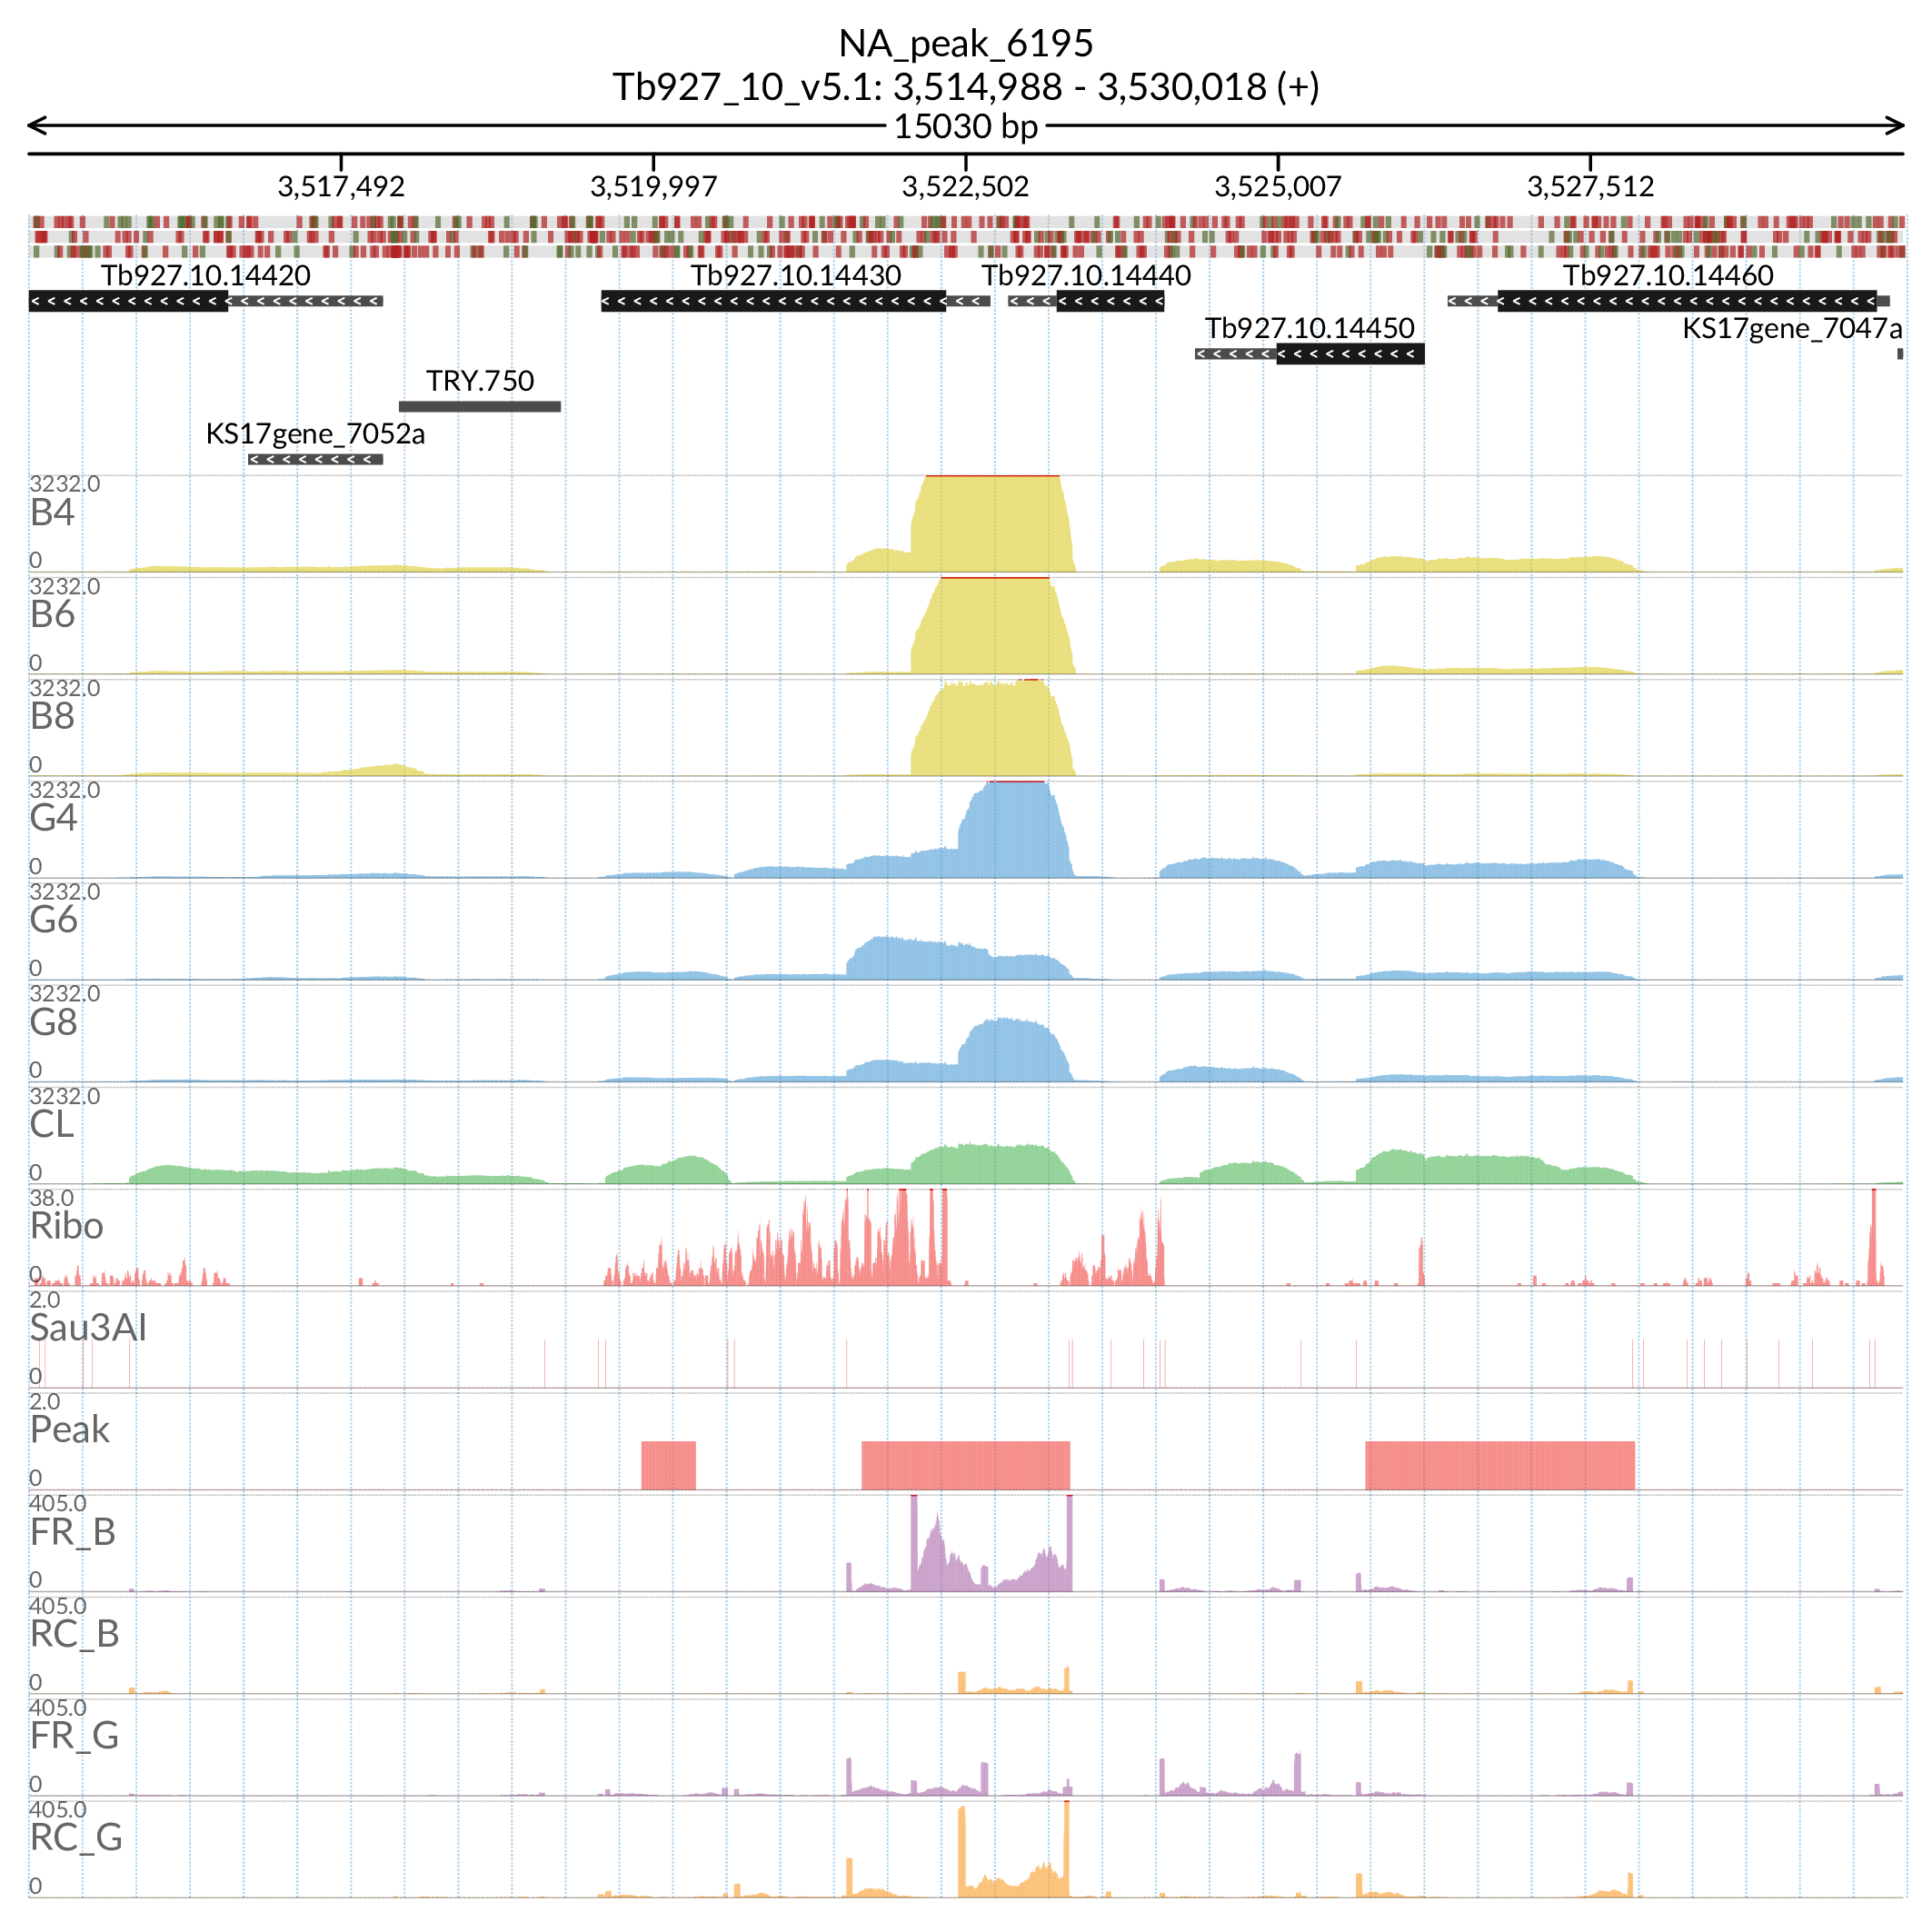 NA_peak_6195
Tb927_10_v5.1: 3,514,988 - 3,530,018 (+)
15030 bp
3,517,492 3,519,997 3,522,502 3,525,007 3,527,512
Tb927.10.14420 Tb927.10.14430 Tb927.10.14440 Tb927.10.14460
Tb927.10.14450 KS17gene_7047a
TRY.750
KS17gene_7052a
3232.0
B4
0
3232.0
B6
0
3232.0
B8
0
3232.0
G4
0
3232.0
G6
0
3232.0
G8
0
3232.0
CL
0
38.0
Ribo
0
2.0
Sau3AI
0
2.0
Peak
0
405.0
FR_B
0
405.0
RC_B
0
405.0
FR_G
0
405.0
RC_G
0